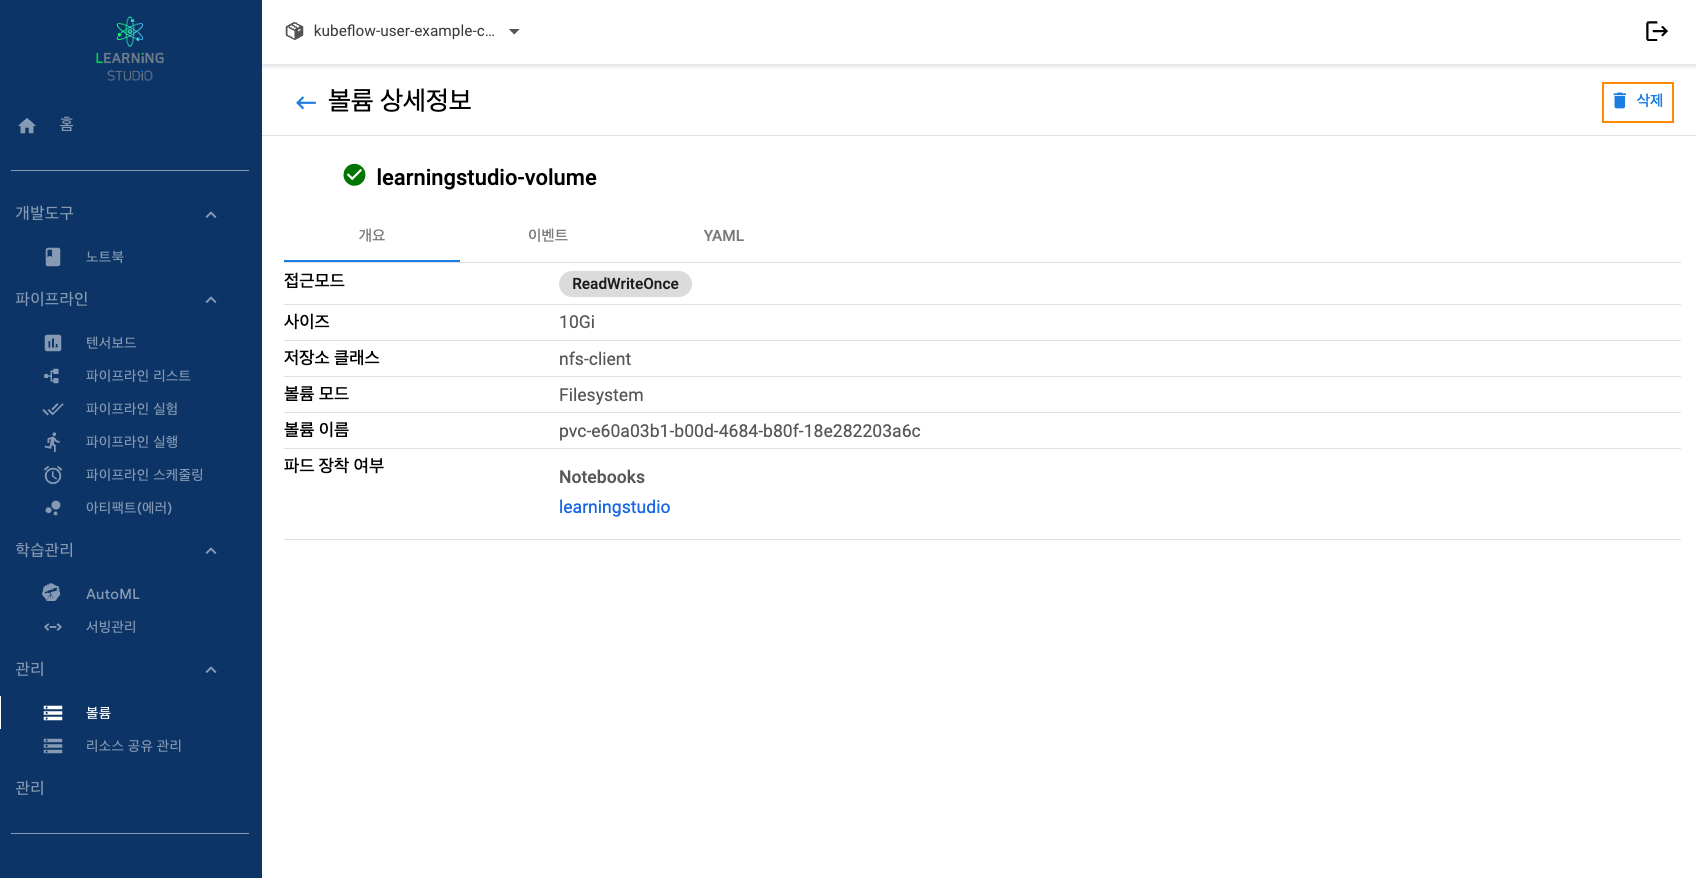 LEARNiNG
STUDiO
홈
개발도구
노트북
파이프라인
텐서보드
파이프라인 리스트
파이프라인 실험
파이프라인 실행
파이프라인 스케줄링
아티팩트(에러)
학습관리
AutoML
서빙관리
관리
볼륨
리소스 공유 관리
관리
kubeflow-user-example-c...
볼륨 상세정보
삭제
learningstudio-volume
개요 이벤트 YAML
접근모드 ReadWriteOnce
사이즈 10Gi
저장소 클래스 nfs-client
볼륨 모드 Filesystem
볼륨 이름 pvc-e60a03b1-b00d-4684-b80f-18e282203a6c
파드 장착 여부 Notebooks
learningstudio